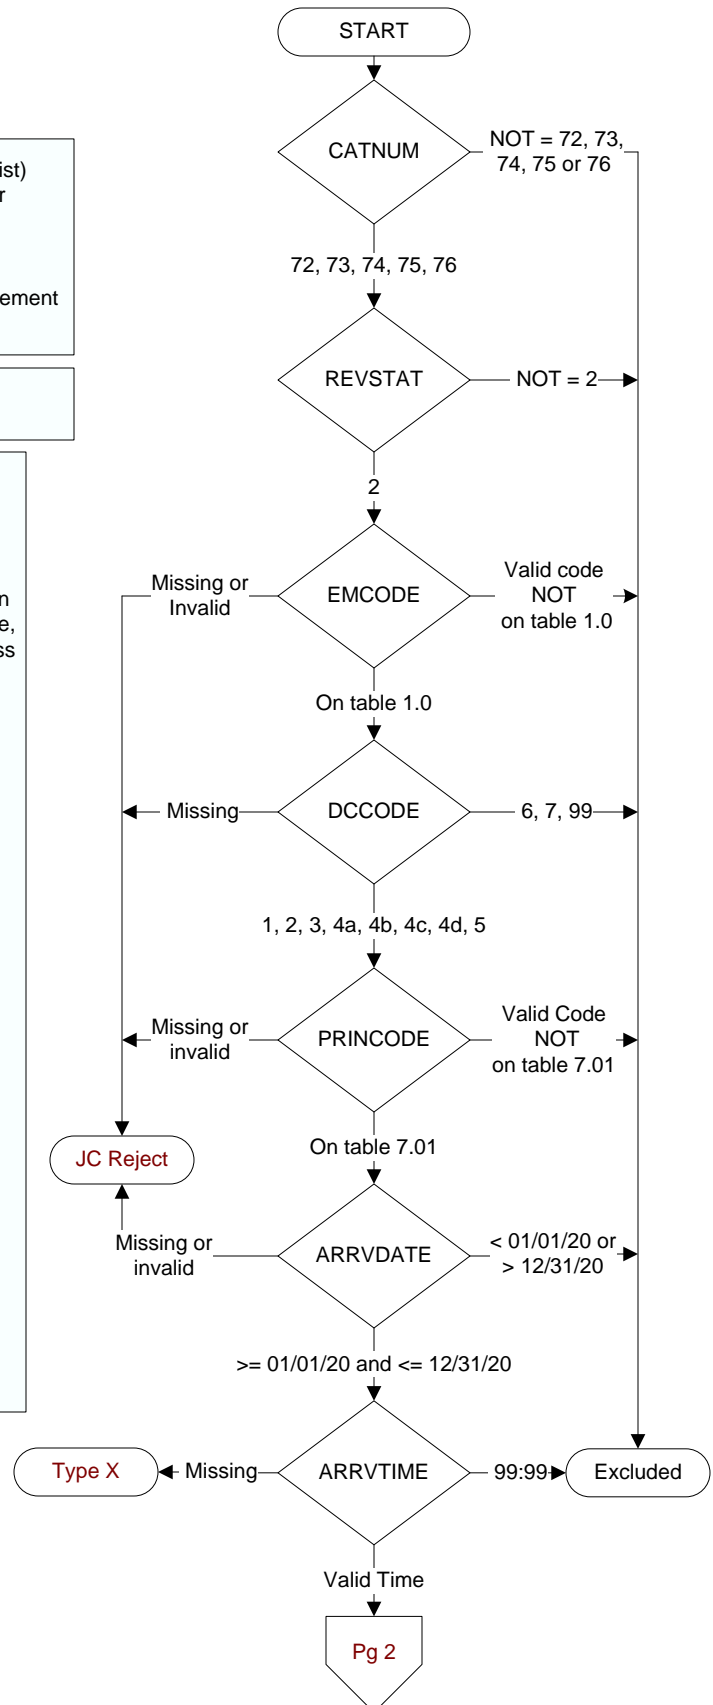 START
CATNUM
NOT = 72, 73,
74, 75 or 76
ist)
r
72, 73, 74, 75, 76
ement
REVSTAT
NOT = 2
2
EMCODE
Missing or
Invalid
Valid code
NOT
on table 1.0
n
e,
ss
On table 1.0
DCCODE
Missing
6, 7, 99
1, 2, 3, 4a, 4b, 4c, 4d, 5
PRINCODE
Missing or
invalid
Valid Code
NOT
on table 7.01
JC Reject
On table 7.01
ARRVDATE
Missing or
invalid
< 01/01/20 or
> 12/31/20
>= 01/01/20 and <= 12/31/20
Type X
Missing
ARRVTIME
99:99
Excluded
Valid Time
Pg 2